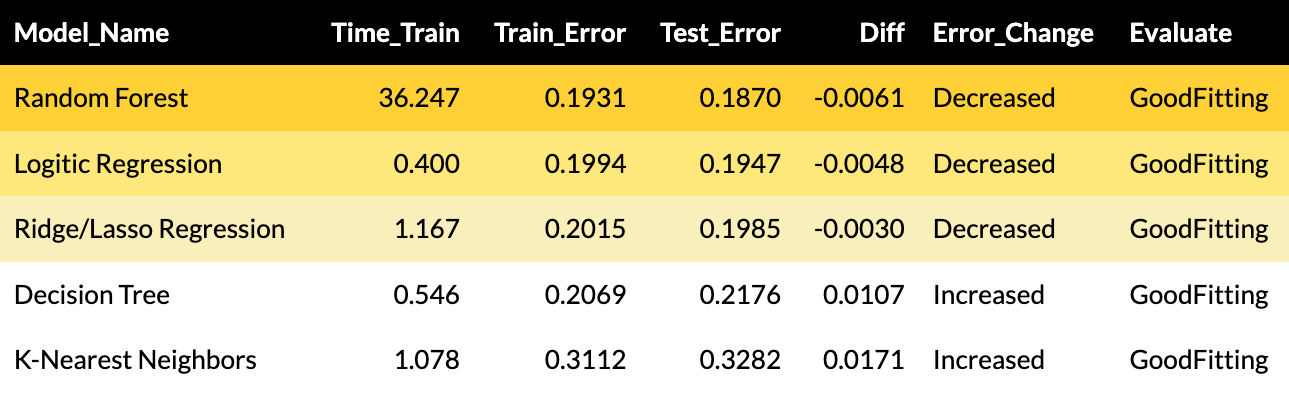 Model_Name Time_Train Train_Error Test_Error Diff Error_Change Evaluate
Random Forest 36.247 0.1931 0.1870 -0.0061 Decreased GoodFitting
Logitic Regression 0.400 0.1994 0.1947 -0.0048 Decreased GoodFitting
Ridge/Lasso Regression 1.167 0.2015 0.1985 -0.0030 Decreased GoodFitting
Decision Tree 0.546 0.2069 0.2176 0.0107 Increased GoodFitting
K-Nearest Neighbors 1.078 0.3112 0.3282 0.0171 Increased GoodFitting